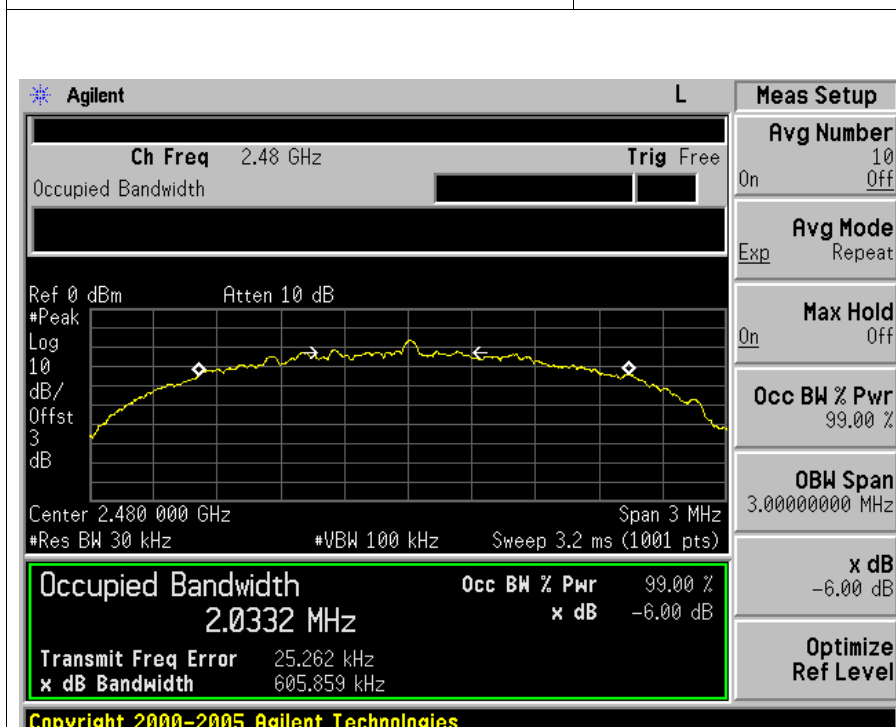 Agilent L Meas Setup
Ch Freq 2.48 GHz Trig Free
Occupied Bandwidth
Avg Number
10
On Off
Avg Mode
Exp Repeat
Ref 0 dBm Atten 10 dB
#Peak
Log
10
dB/
Offst
3
dB
Max Hold
On Off
Occ BW % Pwr
99.00 %
OBW Span
3.00000000 MHz
Center 2.480 000 GHz Span 3 MHz
#Res BW 30 kHz #VBW 100 kHz Sweep 3.2 ms (1001 pts)
x dB
-6.00 dB
Occupied Bandwidth Occ BW % Pwr 99.00 %
2.0332 MHz x dB -6.00 dB
Transmit Freq Error 25.262 kHz
x dB Bandwidth 605.859 kHz
Optimize
Ref Level
Copyright 2000-2005 Agilent Technologies